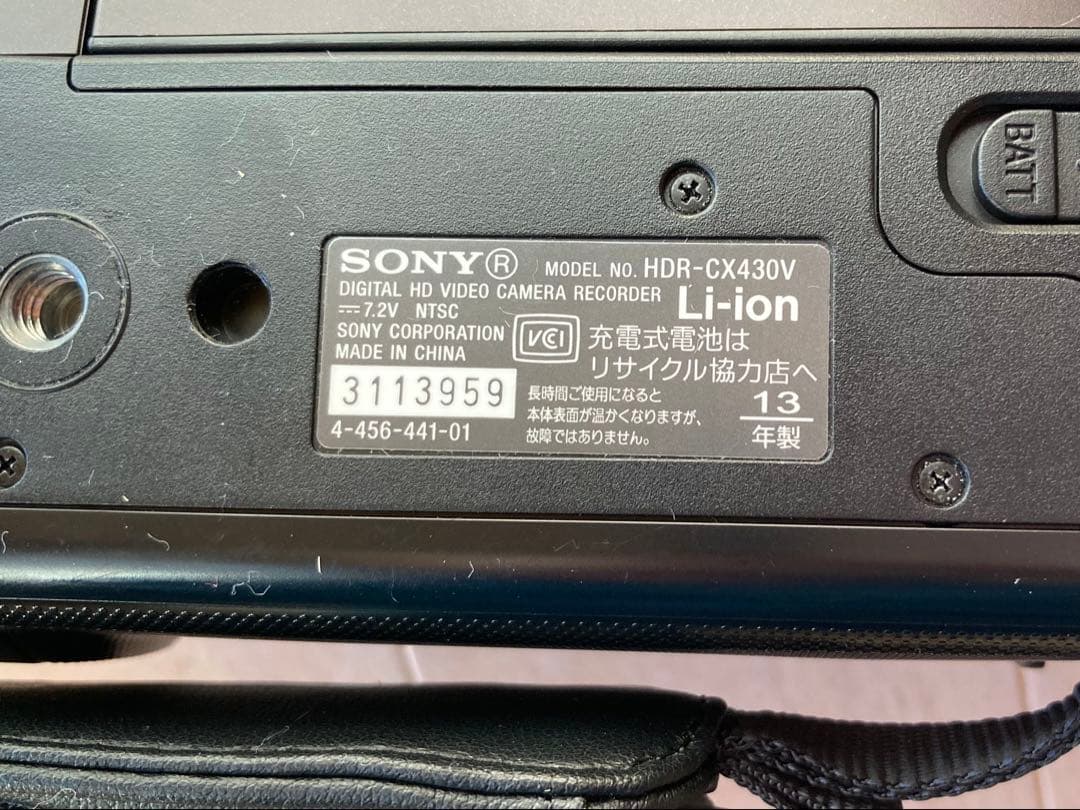 SONY® MODEL NO. HDR-CX430V
DIGITAL HD VIDEO CAMERA RECORDER Li-ion
⎓7.2V NTSC
SONY CORPORATION VCI 充電式電池は
MADE IN CHINA リサイクル協力店へ
3113959
4-456-441-01
長時間ご使用になると
本体表面が温かくなりますが、
故障ではありません。
13
年製
BATT